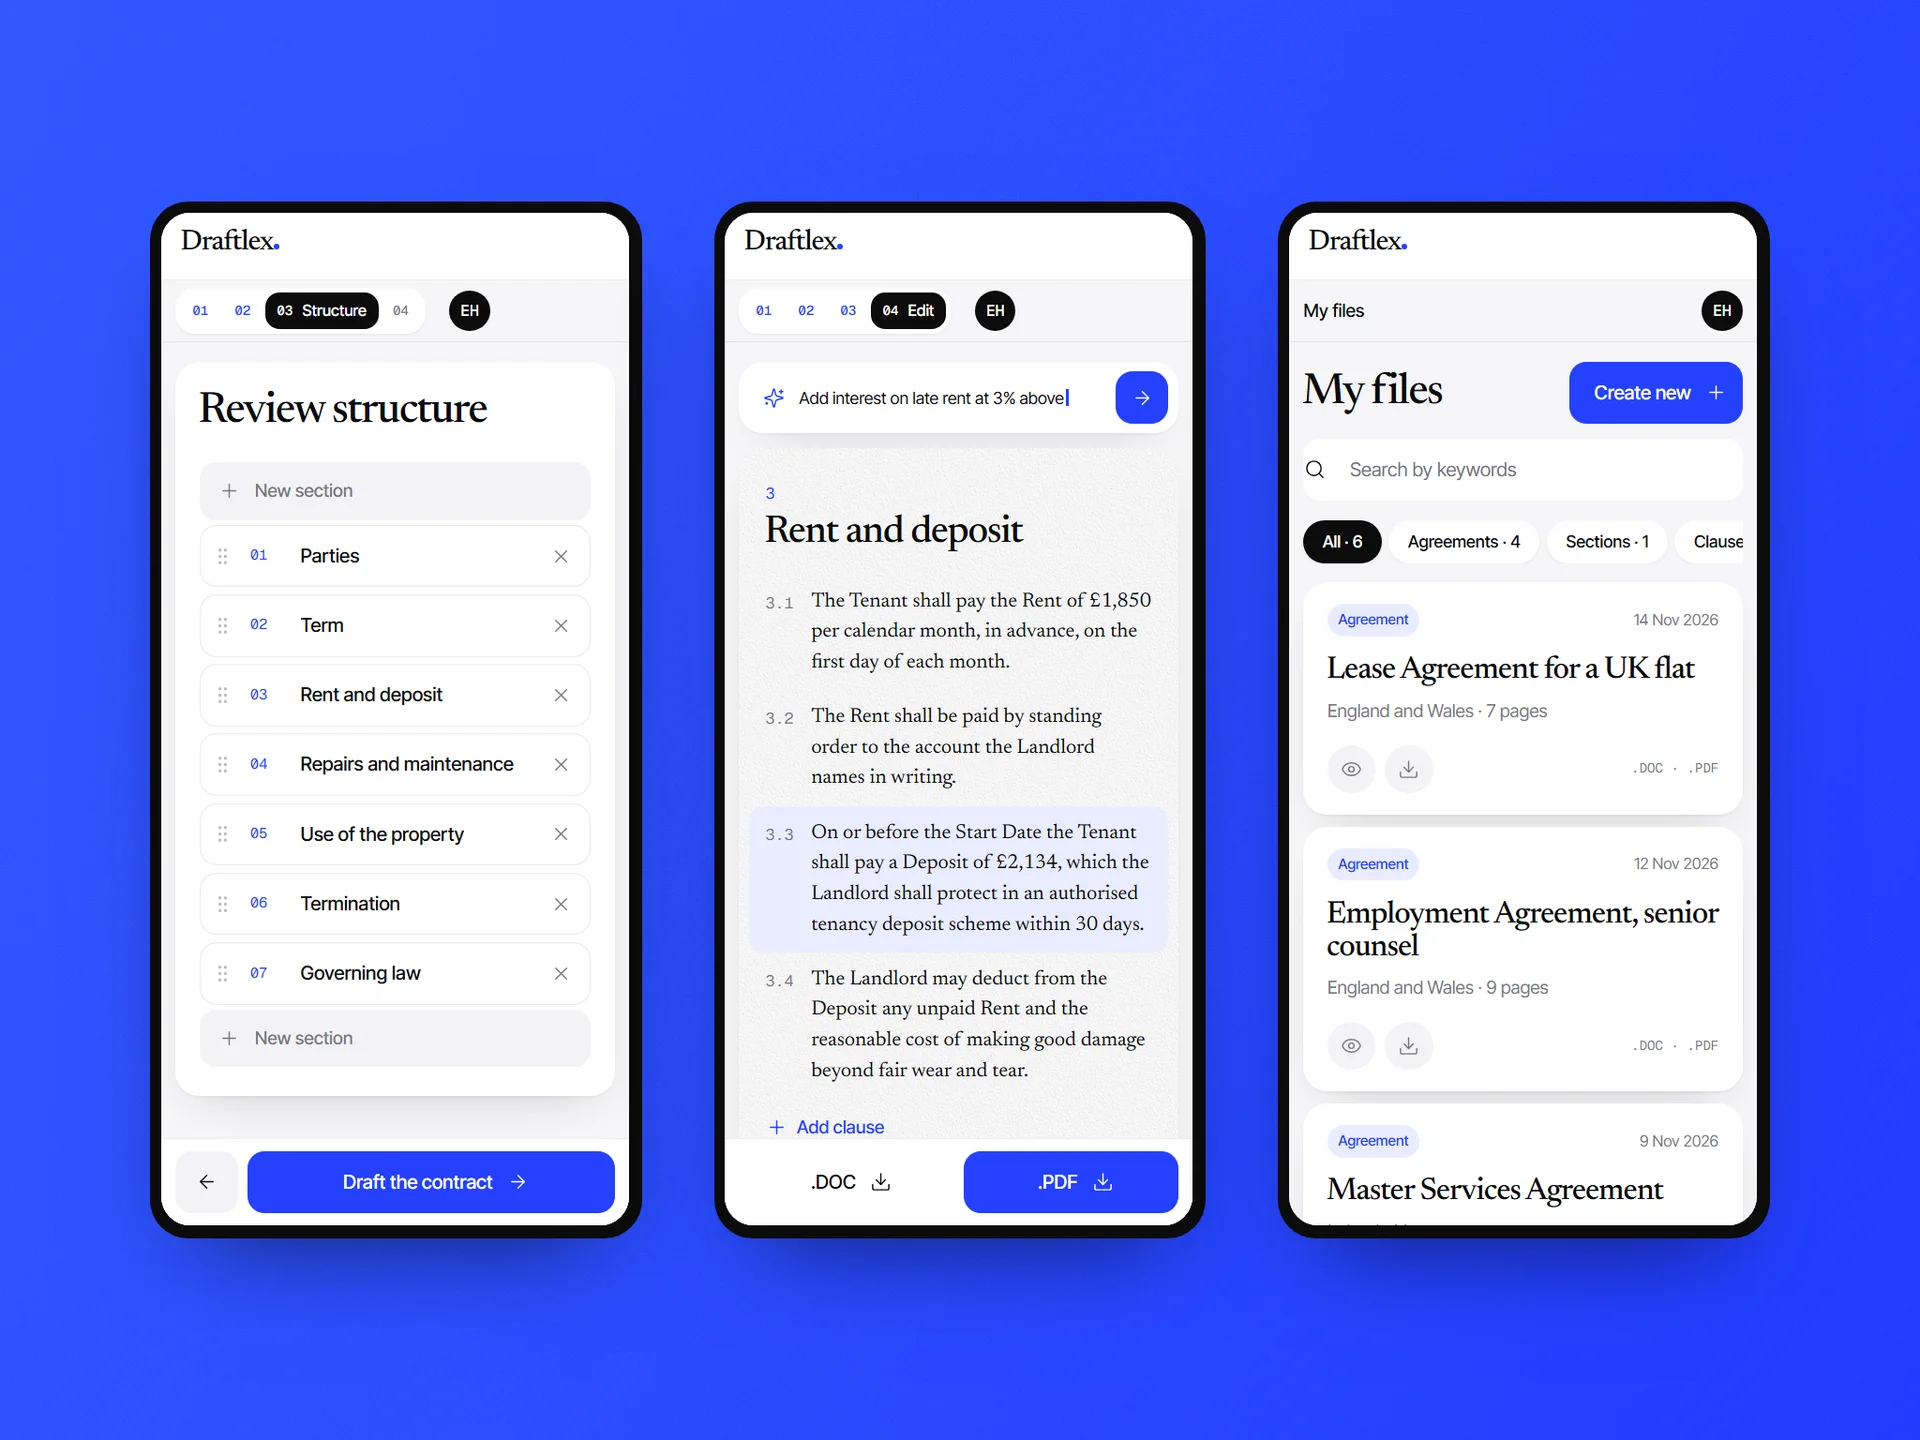 Draftlex.
01 02 03 Structure 04 EH
Review structure
New section
01 Parties
02 Term
03 Rent and deposit
04 Repairs and maintenance
05 Use of the property
06 Termination
07 Governing law
New section
Draft the contract
Draftlex.
01 02 03 04 Edit EH
Add interest on late rent at 3% above
3
Rent and deposit
3.1 The Tenant shall pay the Rent of £1,850
per calendar month, in advance, on the
first day of each month.
3.2 The Rent shall be paid by standing
order to the account the Landlord
names in writing.
3.3 On or before the Start Date the Tenant
shall pay a Deposit of £2,134, which the
Landlord shall protect in an authorised
tenancy deposit scheme within 30 days.
3.4 The Landlord may deduct from the
Deposit any unpaid Rent and the
reasonable cost of making good damage
beyond fair wear and tear.
Add clause
.DOC .PDF
Draftlex.
My files EH
My files Create new
Search by keywords
All · 6 Agreements · 4 Sections · 1 Clause
Agreement 14 Nov 2026
Lease Agreement for a UK flat
England and Wales · 7 pages
.DOC · .PDF
Agreement 12 Nov 2026
Employment Agreement, senior
counsel
England and Wales · 9 pages
.DOC · .PDF
Agreement 9 Nov 2026
Master Services Agreement